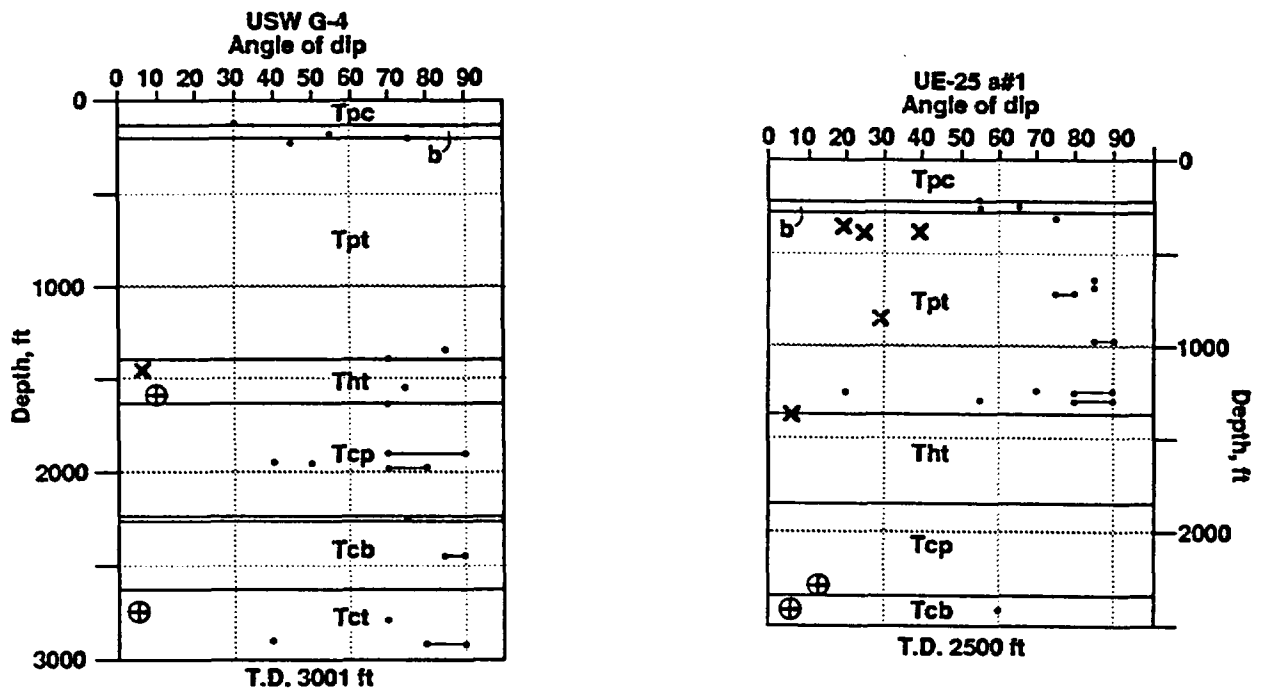 USW G-4
Angle of dip
0 10 20 30 40 50 60 70 80 90
0
1000
2000
3000
Depth, ft
Tpc
b
Tpt
Tht
Tcp
Tcb
Tct
T.D. 3001 ft
UE-25 a#1
Angle of dip
0 10 20 30 40 50 60 70 80 90
0
1000
2000
Depth, ft
Tpc
b
Tpt
Tht
Tcp
Tcb
T.D. 2500 ft